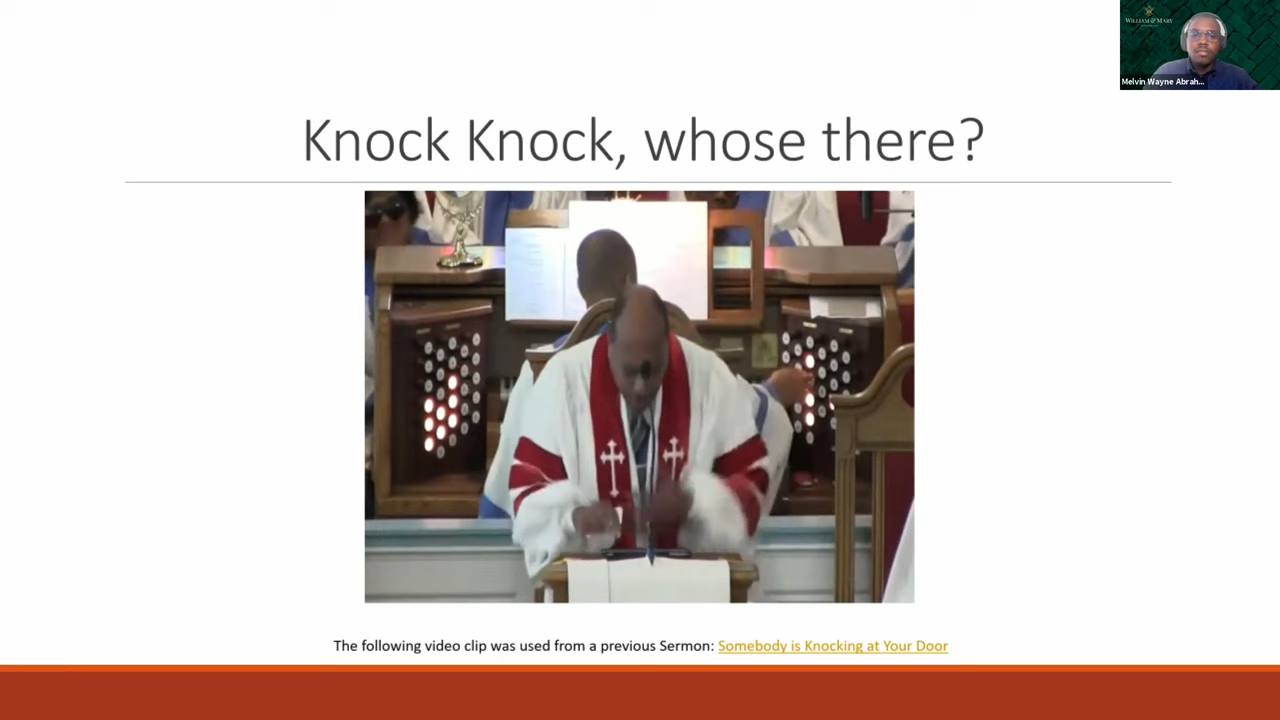 WILLIAM & MARY
Melvin Wayne Abrah...
Knock Knock, whose there?
The following video clip was used from a previous Sermon: Somebody is Knocking at Your Door